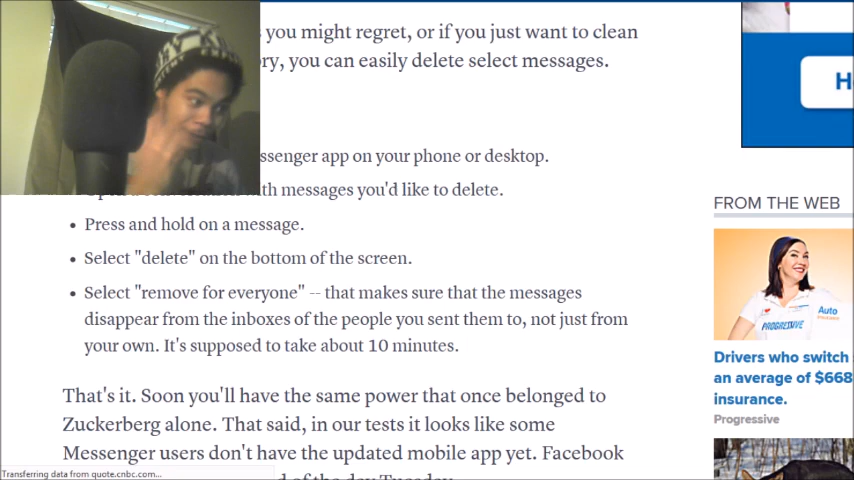 you might regret, or if you just want to clean
ry, you can easily delete select messages.
ssenger app on your phone or desktop.
with messages you'd like to delete.
• Press and hold on a message.
• Select "delete" on the bottom of the screen.
• Select "remove for everyone" -- that makes sure that the messages
disappear from the inboxes of the people you sent them to, not just from
your own. It's supposed to take about 10 minutes.
That's it. Soon you'll have the same power that once belonged to
Zuckerberg alone. That said, in our tests it looks like some
Messenger users don't have the updated mobile app yet. Facebook
Transferring data from quote.cnbc.com...
H
FROM THE WEB
PROGRESSIVE
Auto
Drivers who switch
an average of $668
insurance.
Progressive